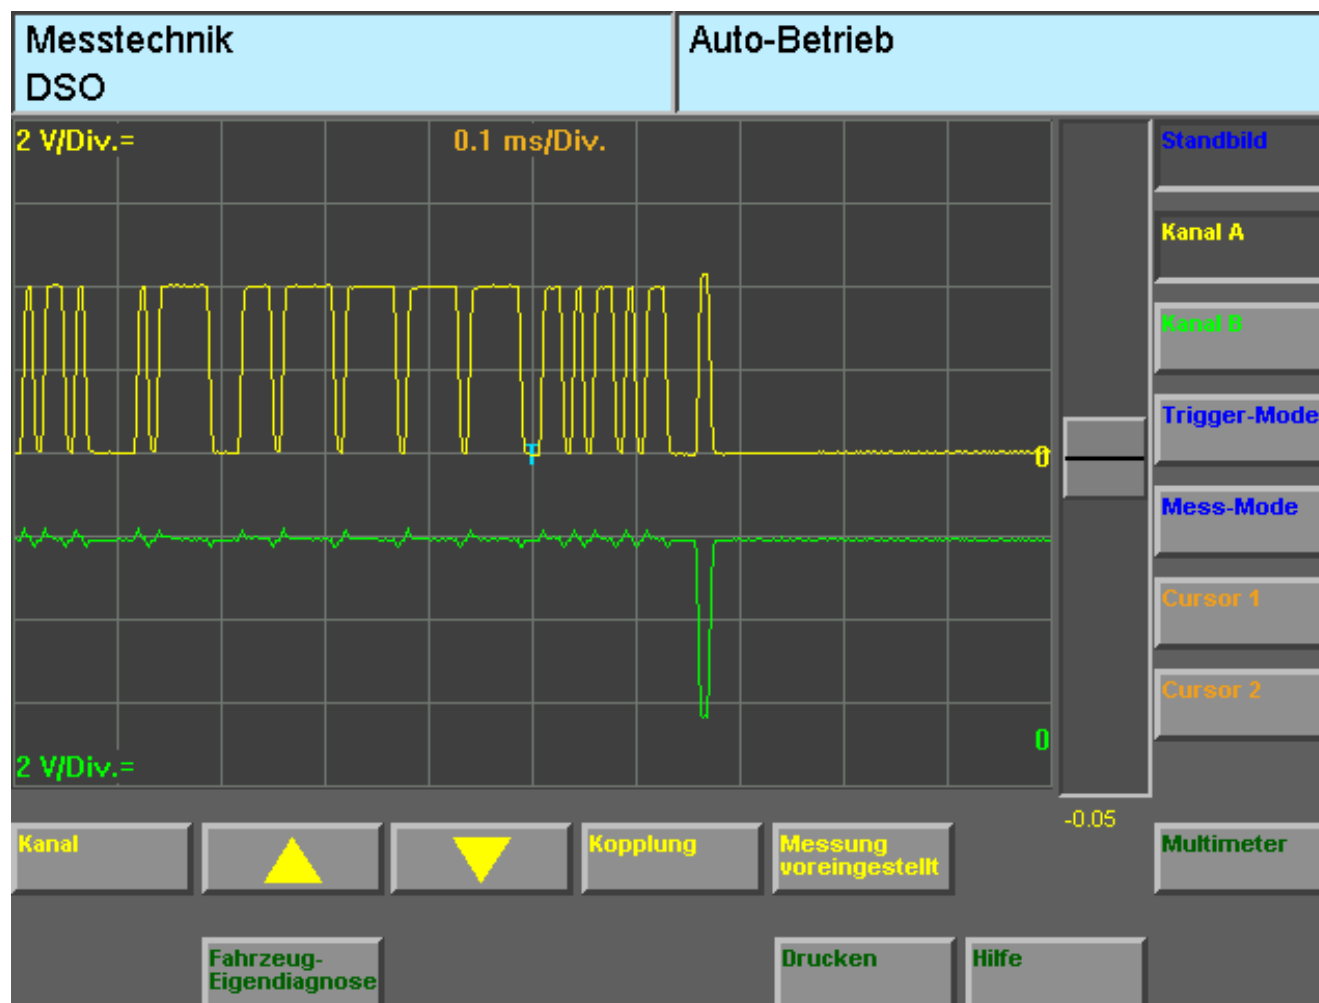 Messtechnik
DSO
Auto-Betrieb
2 V/Div.=
0.1 ms/Div.
Standbild
Kanal A
Kanal B
Trigger-Mode
T
0
Mess-Mode
Cursor 1
Cursor 2
0
2 V/Div.=
-0.05
Kanal
Kopplung
Messung
voreingestellt
Multimeter
Fahrzeug-
Eigendiagnose
Drucken
Hilfe